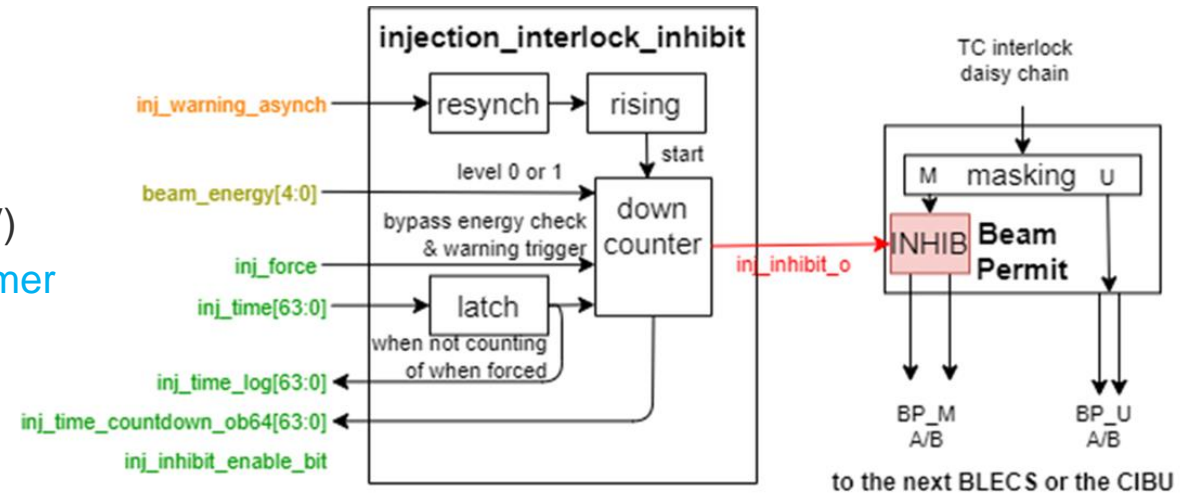 injection_interlock_inhibit
inj_warning_asynch
resynch
rising
start
level 0 or 1
beam_energy[4:0]
bypass energy check
& warning trigger
down
counter
inj_force
inj_time[63:0]
latch
when not counting
of when forced
inj_time_log[63:0]
inj_time_countdown_ob64[63:0]
inj_inhibit_enable_bit
inj_inhibit_o
TC interlock
daisy chain
M masking U
INHIB
Beam
Permit
BP_M
A/B
BP_U
A/B
to the next BLECS or the CIBU